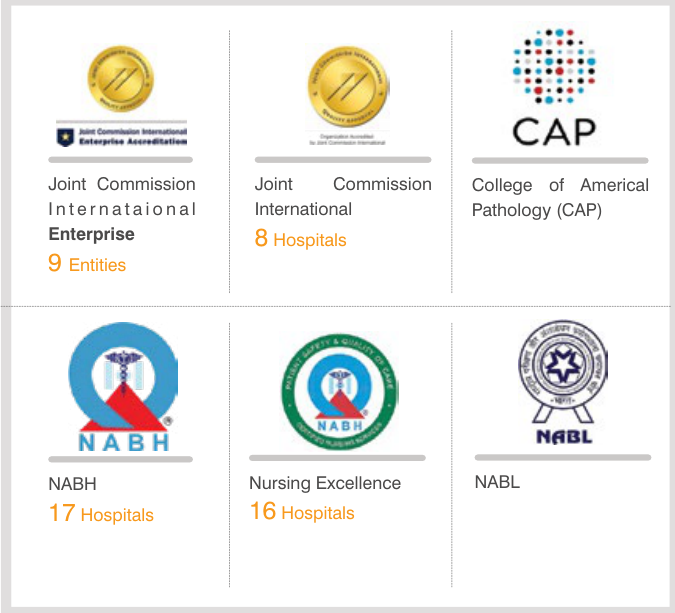 Joint Commission International
Enterprise Accreditation
Joint Commission
Internataional
Enterprise
9 Entities
Organization Accredited
by Joint Commission International
Joint Commission
International
8 Hospitals
CAP
College of Americal
Pathology (CAP)
NABH
NABH
17 Hospitals
PATIENT SAFETY & QUALITY OF CARE
NABH
CERTIFIED NURSING SERVICES
Nursing Excellence
16 Hospitals
NABL
NABL